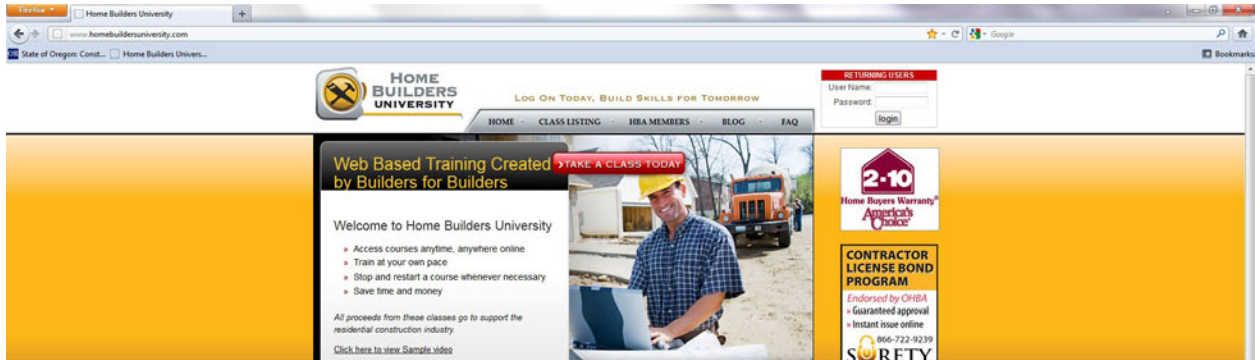 Firefox
Home Builders University
www.homebuildersuniversity.com
Google
State of Oregon: Const...
Home Builders Univers...
Bookmarks
HOME
BUILDERS
UNIVERSITY
LOG ON TODAY, BUILD SKILLS FOR TOMORROW
HOME
CLASS LISTING
HBA MEMBERS
BLOG
FAQ
RETURNING USERS
User Name:
Password:
login
Web Based Training Created
by Builders for Builders
TAKE A CLASS TODAY
Welcome to Home Builders University
» Access courses anytime, anywhere online
» Train at your own pace
» Stop and restart a course whenever necessary
» Save time and money
All proceeds from these classes go to support the
residential construction industry.
Click here to view Sample video
2-10
Home Buyers Warranty®
America's
Choice®
CONTRACTOR
LICENSE BOND
PROGRAM
Endorsed by OHBA
» Guaranteed approval
» Instant issue online
866-722-9239
SURETY